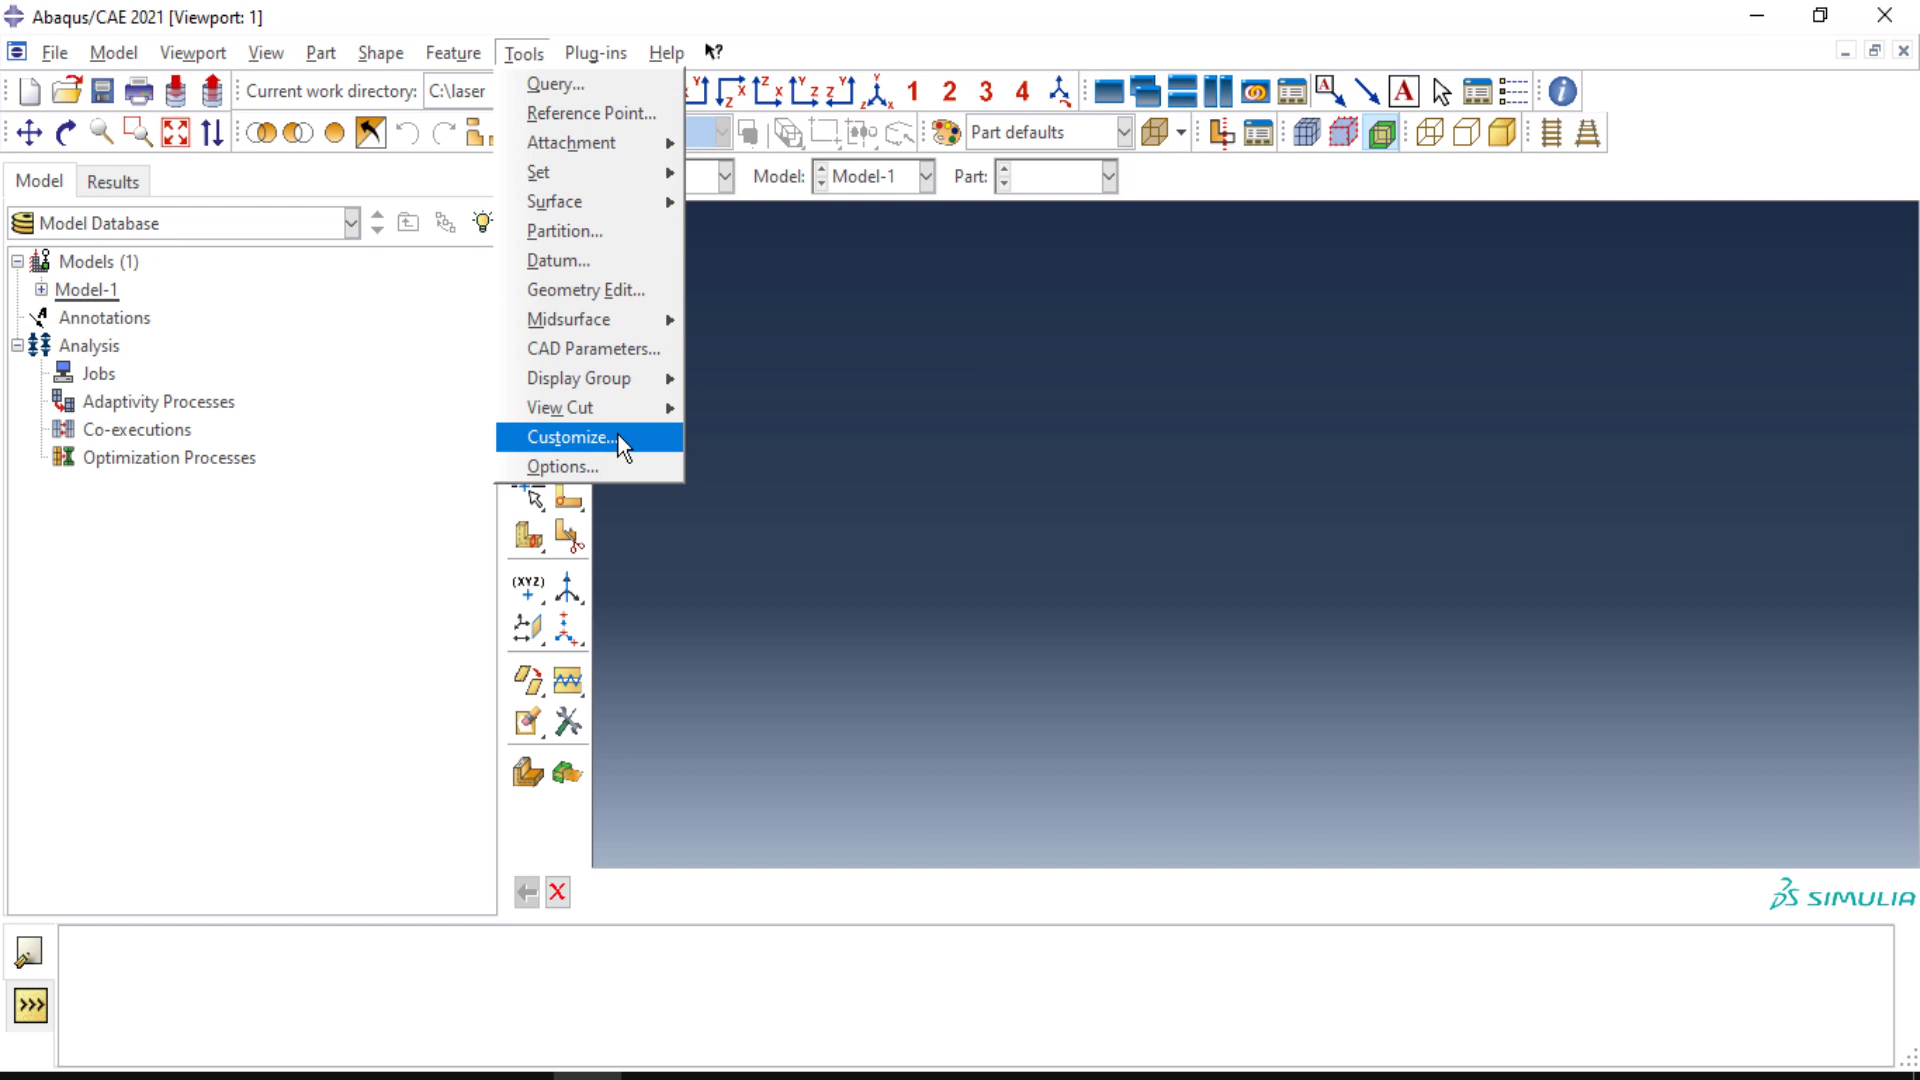 Abaqus/CAE 2021 [Viewport: 1]
File Model Viewport View Part Shape Feature Tools Plug-ins Help
Current work directory: C:\laser
1 2 3 4
A
A
Part defaults
Model: Model-1 Part:
Model Results
Model Database
Models (1)
Model-1
Annotations
Analysis
Jobs
Adaptivity Processes
Co-executions
Optimization Processes
Query...
Reference Point...
Attachment
Set
Surface
Partition...
Datum...
Geometry Edit...
Midsurface
CAD Parameters...
Display Group
View Cut
Customize...
Options...
(XYZ)
X
SIMULIA
>>>